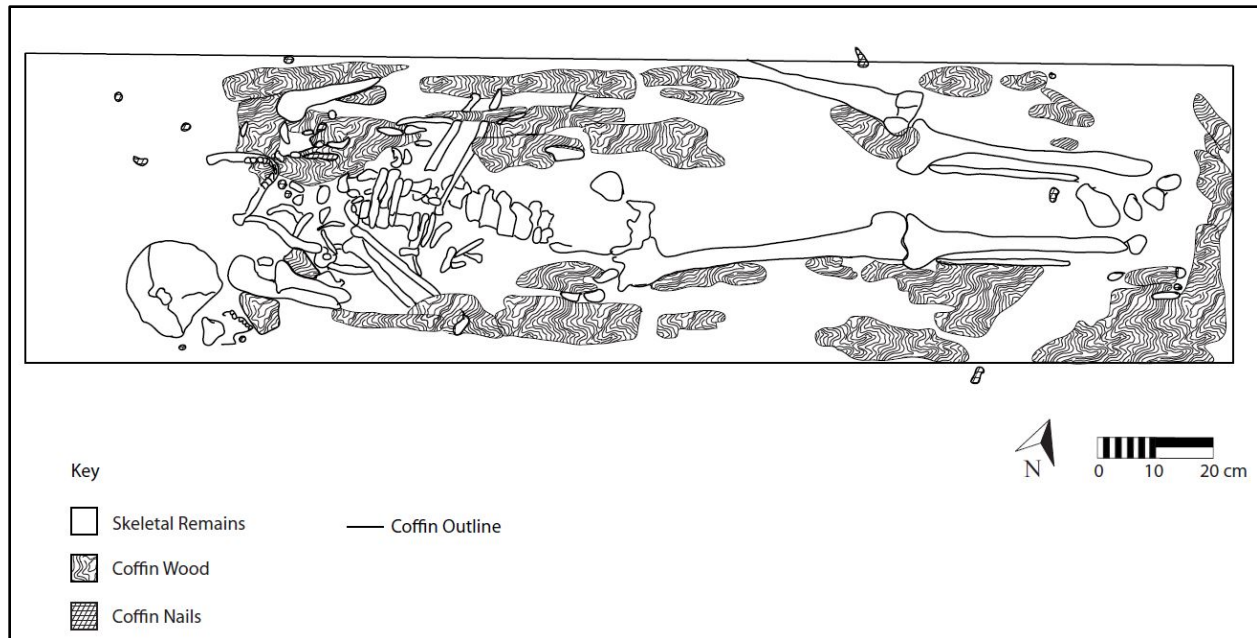 N
0 10 20 cm
Key
Skeletal Remains
Coffin Outline
Coffin Wood
Coffin Nails